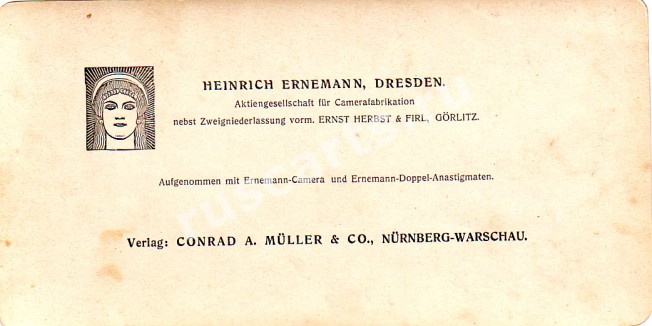 HEINRICH ERNEMANN, DRESDEN.
Aktiengesellschaft für Camerafabrikation
nebst Zweigniederlassung vorm. ERNST HERBST & FIRL, GÖRLITZ.
Aufgenommen mit Ernemann-Camera und Ernemann-Doppel-Anastigmaten.
Verlag: CONRAD A. MÜLLER & CO., NÜRNBERG-WARSCHAU.